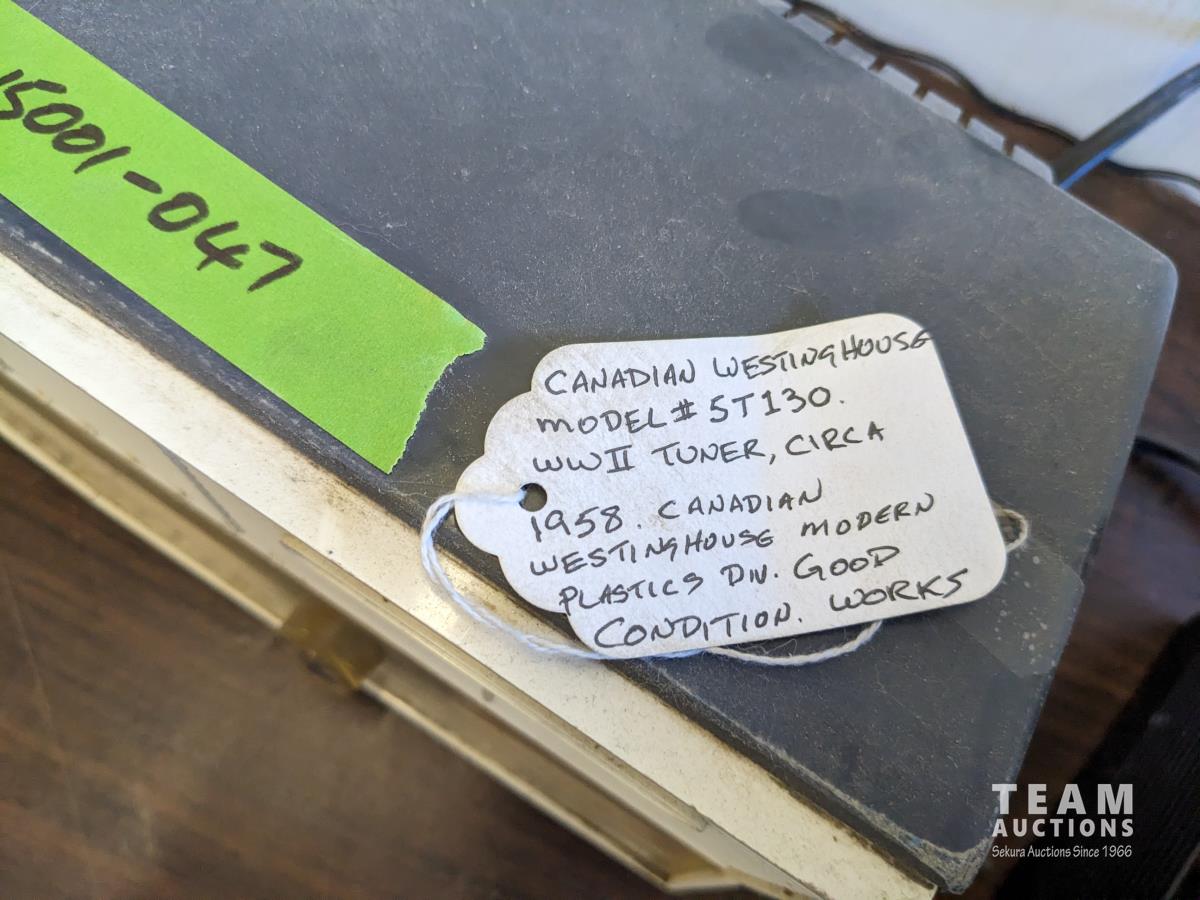 15001-047
CANADIAN WESTINGHOUSE
MODEL# 5T130.
WWII TUNER, CIRCA
1958. CANADIAN
WESTINGHOUSE MODERN
PLASTICS DIV. GOOD
CONDITION. WORKS
TEAM
AUCTIONS
Sekura Auctions Since 1966